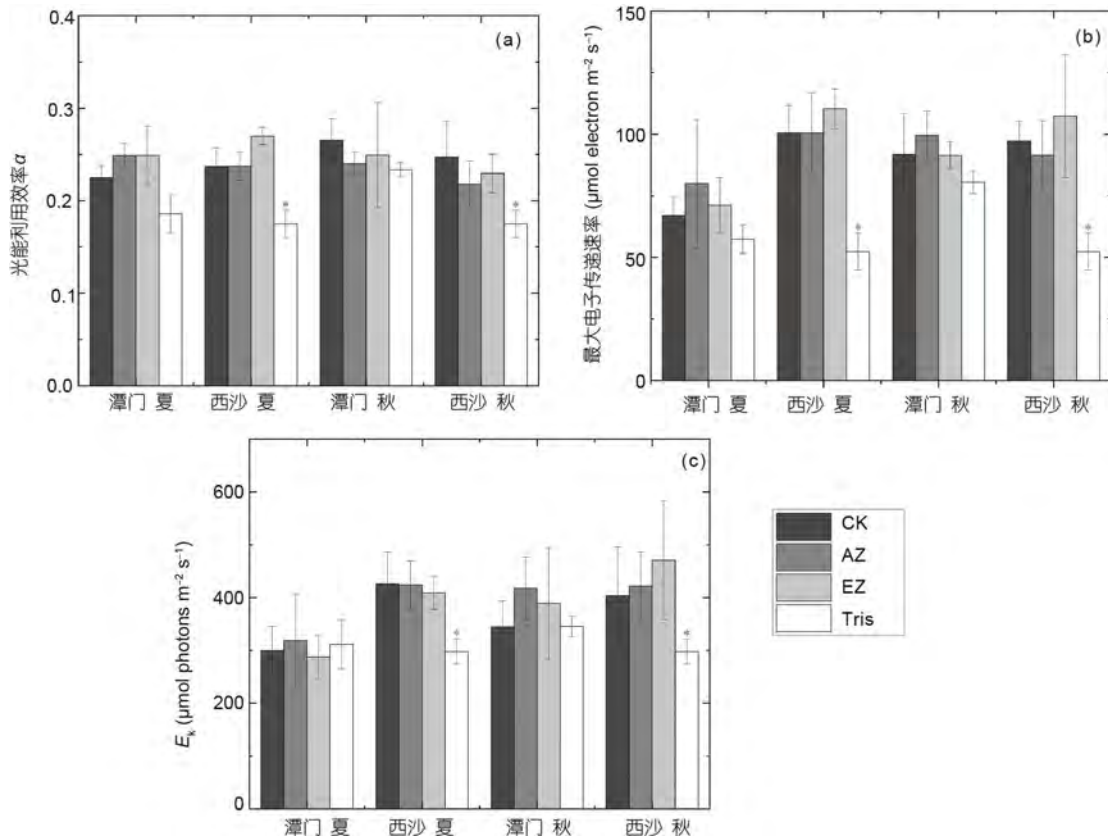 (a)
0.4
0.3
0.2
0.1
0.0
光能利用效率 α
*
*
潭门 夏
西沙 夏
潭门 秋
西沙 秋
(b)
150
100
50
0
最大电子传递速率 (μmol electron m⁻² s⁻¹)
*
*
潭门 夏
西沙 夏
潭门 秋
西沙 秋
(c)
600
400
200
0
Eₖ (μmol photons m⁻² s⁻¹)
*
*
潭门 夏
西沙 夏
潭门 秋
西沙 秋
CK
AZ
EZ
Tris